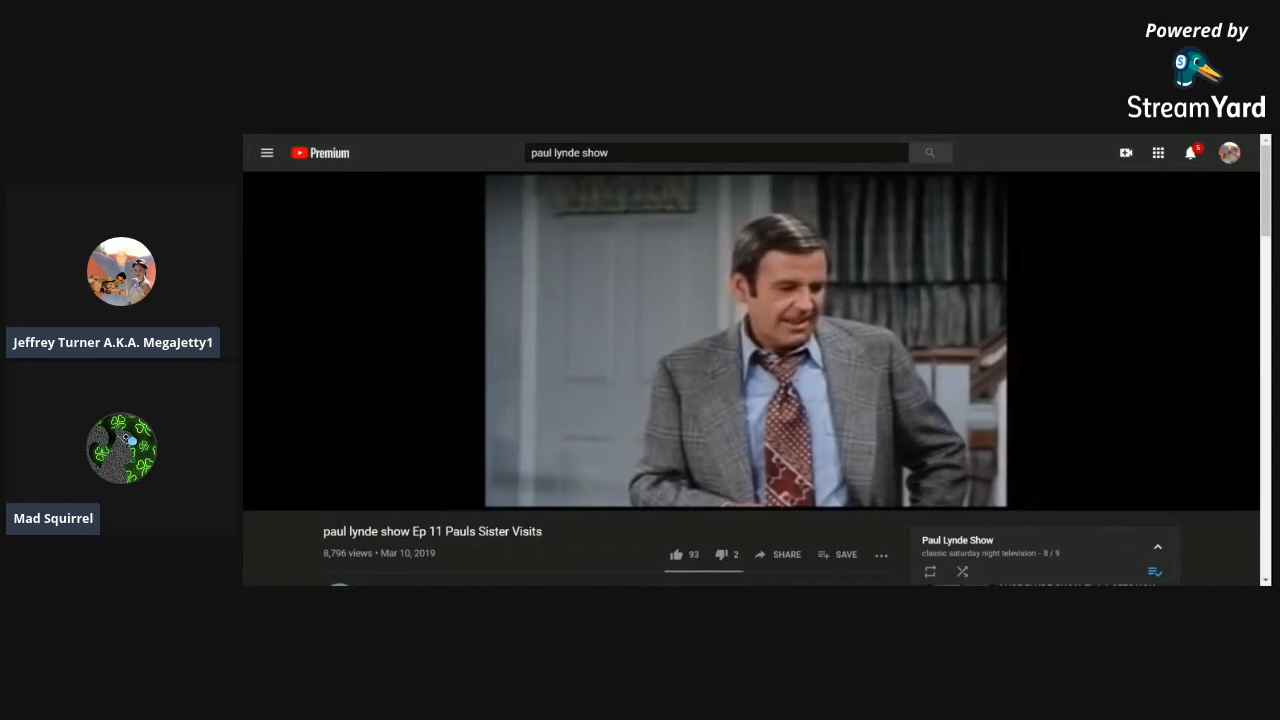 Powered by
StreamYard
Premium
paul lynde show
5
Jeffrey Turner A.K.A. MegaJetty1
Mad Squirrel
paul lynde show Ep 11 Pauls Sister Visits
8,796 views • Mar 10, 2019
93
2
SHARE
SAVE
Paul Lynde Show
classic saturday night television - 8 / 9